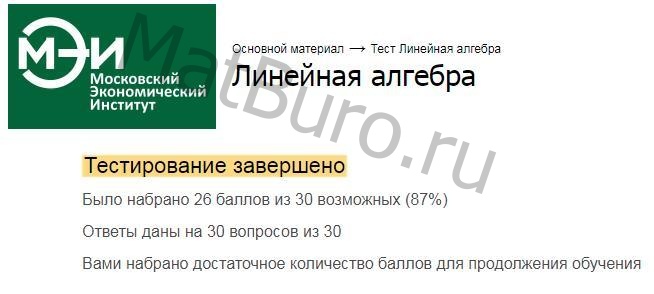 МЭИ
Московский
Экономический
Институт
Основной материал → Тест Линейная алгебра
Линейная алгебра
MatBuro.ru
Тестирование завершено
Было набрано 26 баллов из 30 возможных (87%)
Ответы даны на 30 вопросов из 30
Вами набрано достаточное количество баллов для продолжения обучения